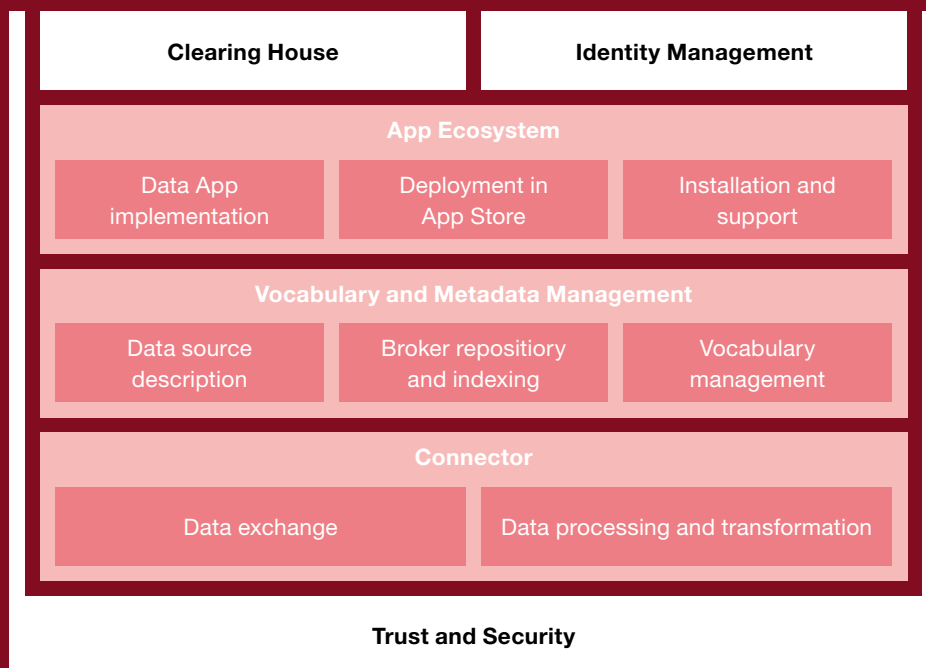 Clearing House
Identity Management
App Ecosystem
Data App
implementation
Deployment in
App Store
Installation and
support
Vocabulary and Metadata Management
Data source
description
Broker repositiory
and indexing
Vocabulary
management
Connector
Data exchange
Data processing and transformation
Trust and Security